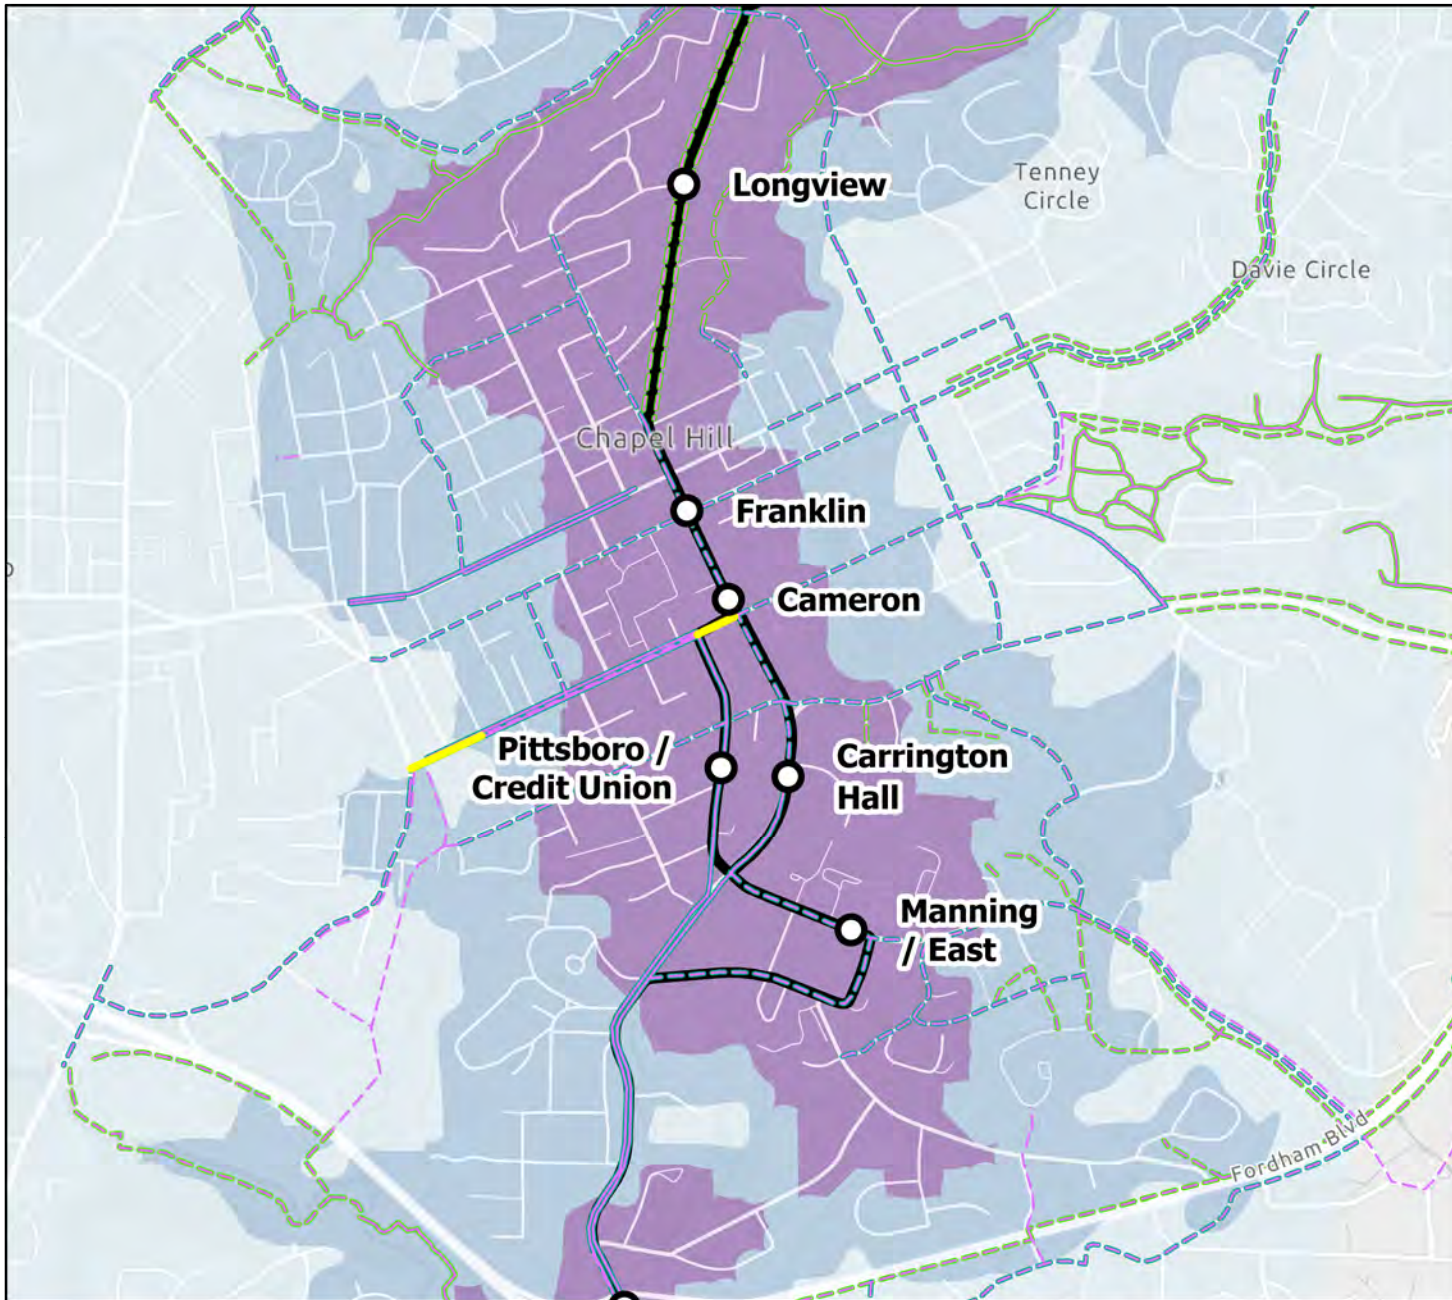 Longview
Tenney
Circle
Davie Circle
Chapel Hill
Franklin
Cameron
Pittsboro /
Credit Union
Carrington
Hall
Manning
/ East
Fordham Blvd